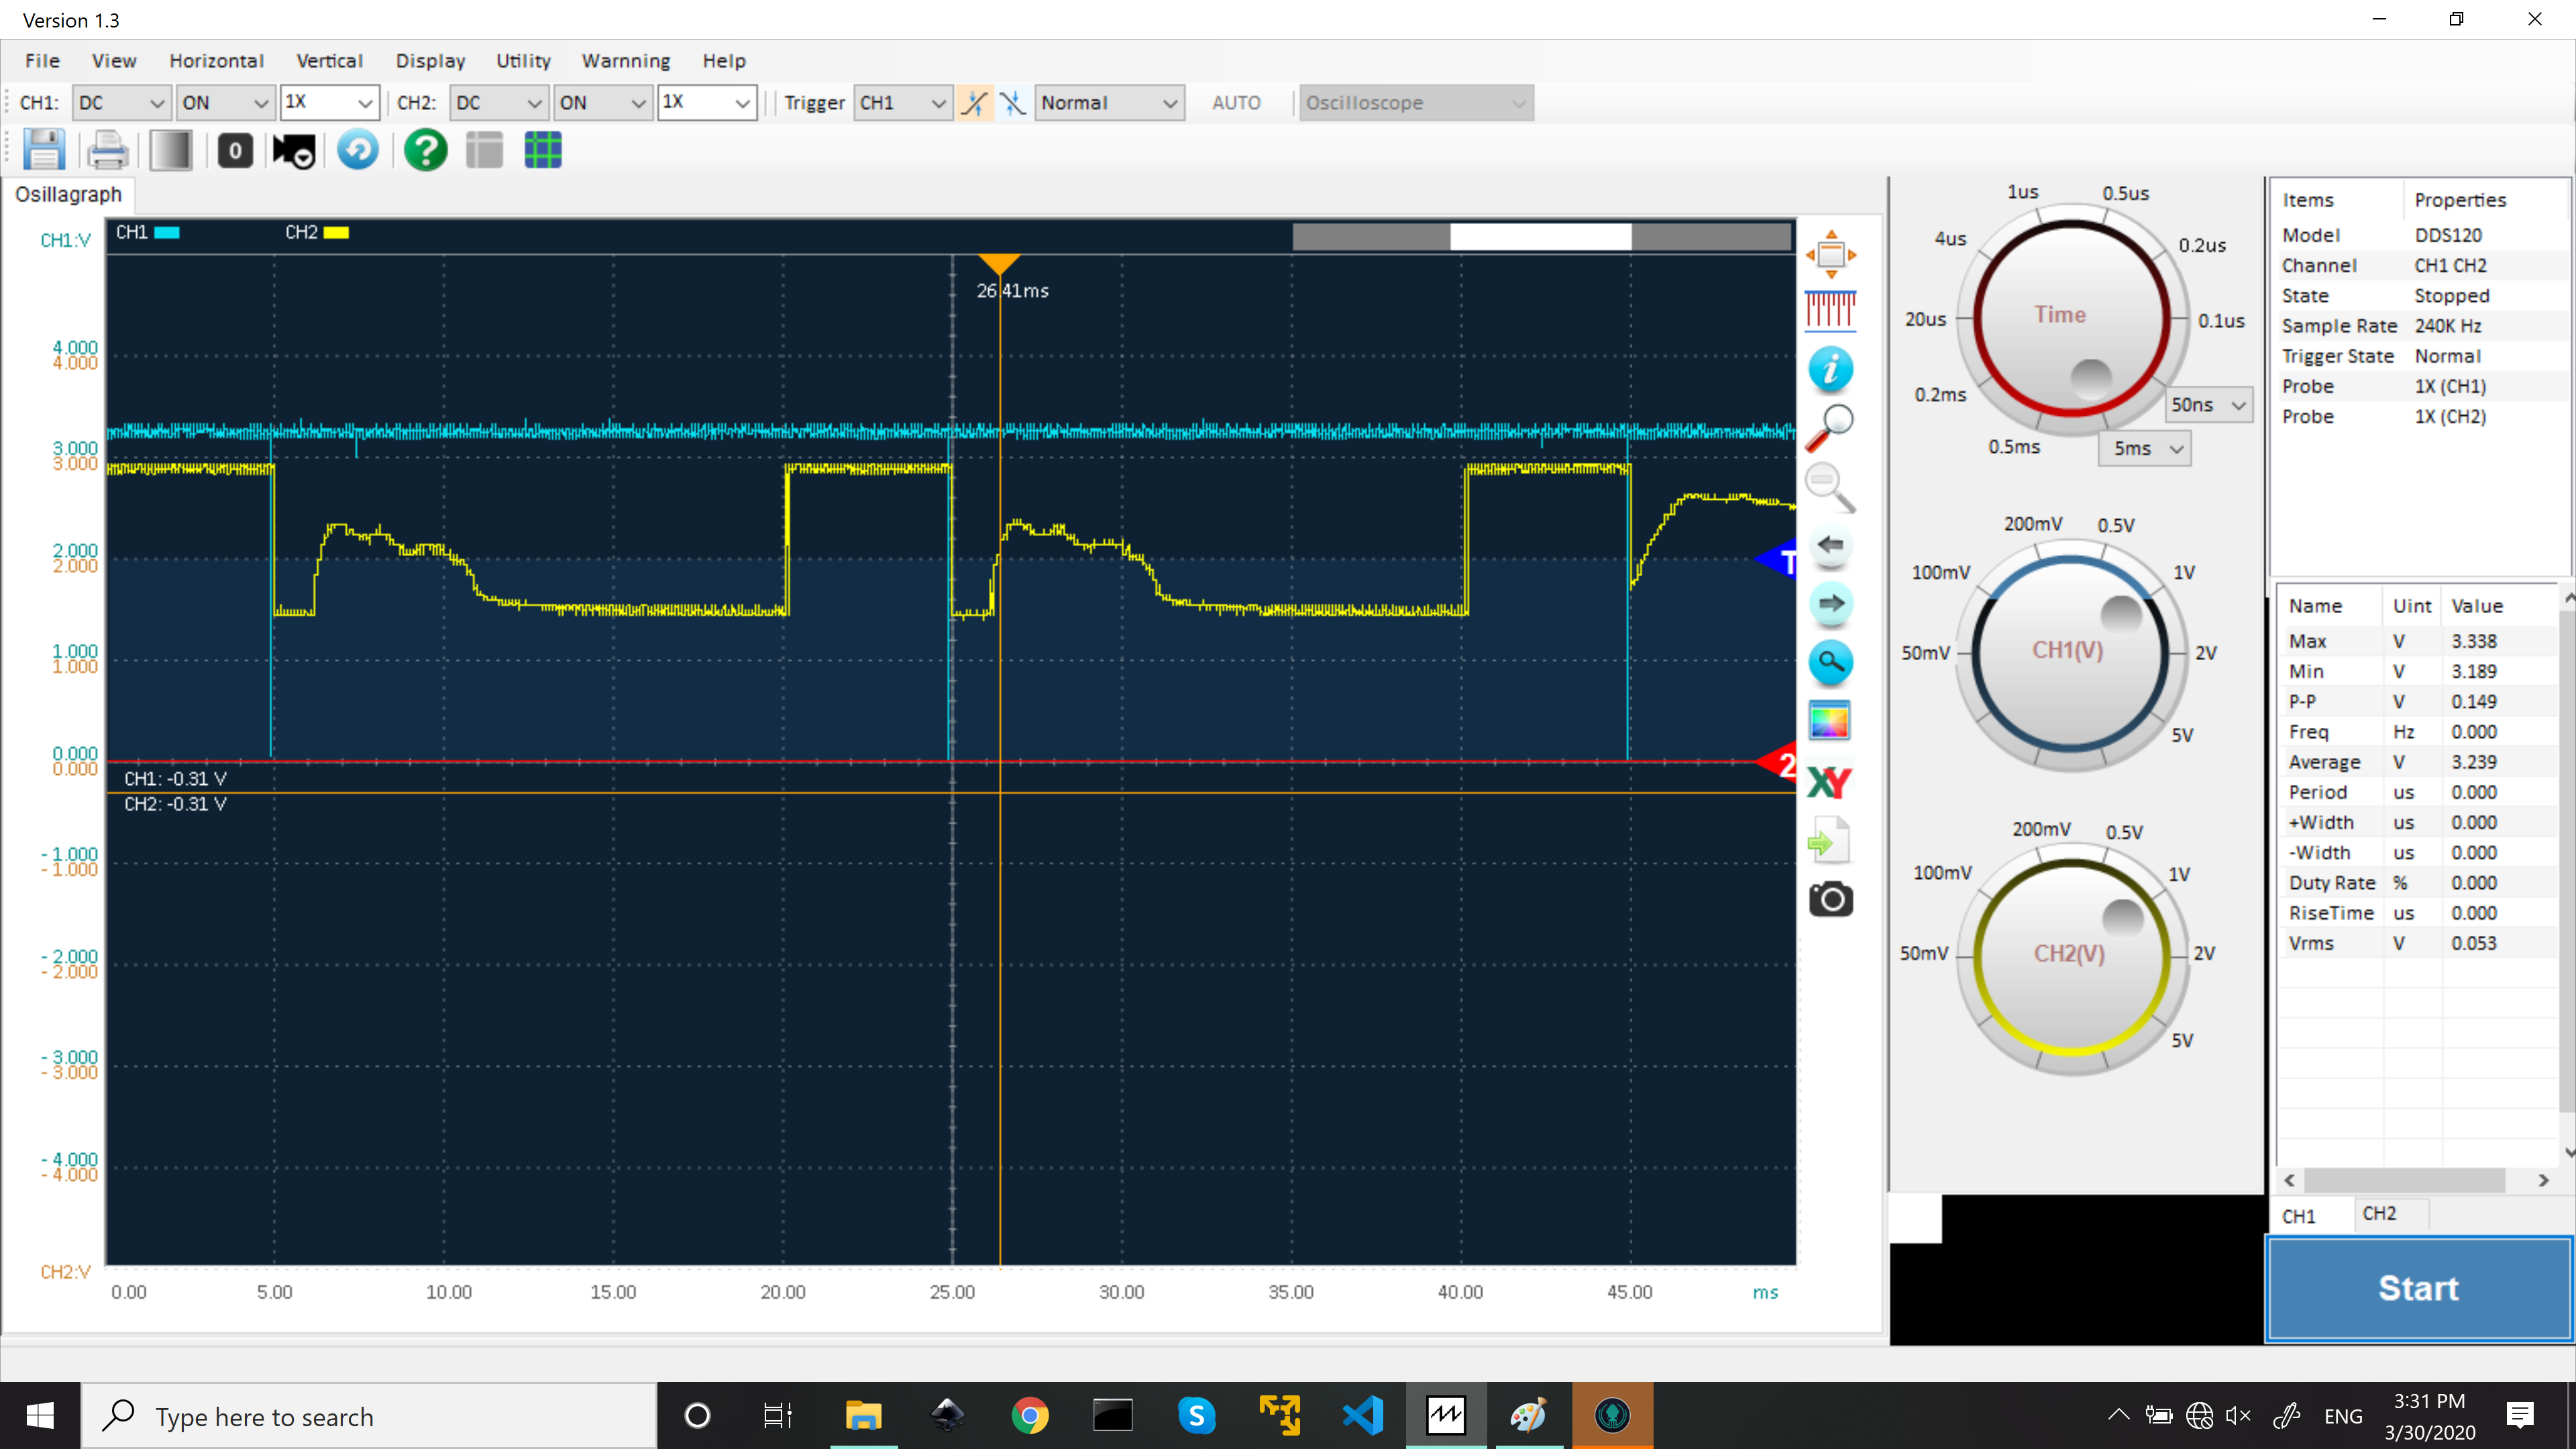 Version 1.3
File View Horizontal Vertical Display Utility Warnning Help
CH1: DC ON 1X CH2: DC ON 1X Trigger CH1 Normal AUTO Oscilloscope
0 ?
Osillagraph
CH1:V CH1 CH2
26.41ms
4.000
4.000
3.000
3.000
2.000
2.000
1.000
1.000
0.000
0.000
CH1: -0.31 V
CH2: -0.31 V
- 1.000
- 1.000
- 2.000
- 2.000
- 3.000
- 3.000
- 4.000
- 4.000
CH2:V
0.00 5.00 10.00 15.00 20.00 25.00 30.00 35.00 40.00 45.00 ms
T
2
i
XY
1us 0.5us
4us 0.2us
20us Time 0.1us
0.2ms 50ns
0.5ms 5ms
200mV 0.5V
100mV 1V
50mV CH1(V) 2V
5V
200mV 0.5V
100mV 1V
50mV CH2(V) 2V
5V
Items Properties
Model DDS120
Channel CH1 CH2
State Stopped
Sample Rate 240K Hz
Trigger State Normal
Probe 1X (CH1)
Probe 1X (CH2)
Name Uint Value
Max V 3.338
Min V 3.189
P-P V 0.149
Freq Hz 0.000
Average V 3.239
Period us 0.000
+Width us 0.000
-Width us 0.000
Duty Rate % 0.000
RiseTime us 0.000
Vrms V 0.053
CH1 CH2
Start
Type here to search
S
ENG
3:31 PM
3/30/2020